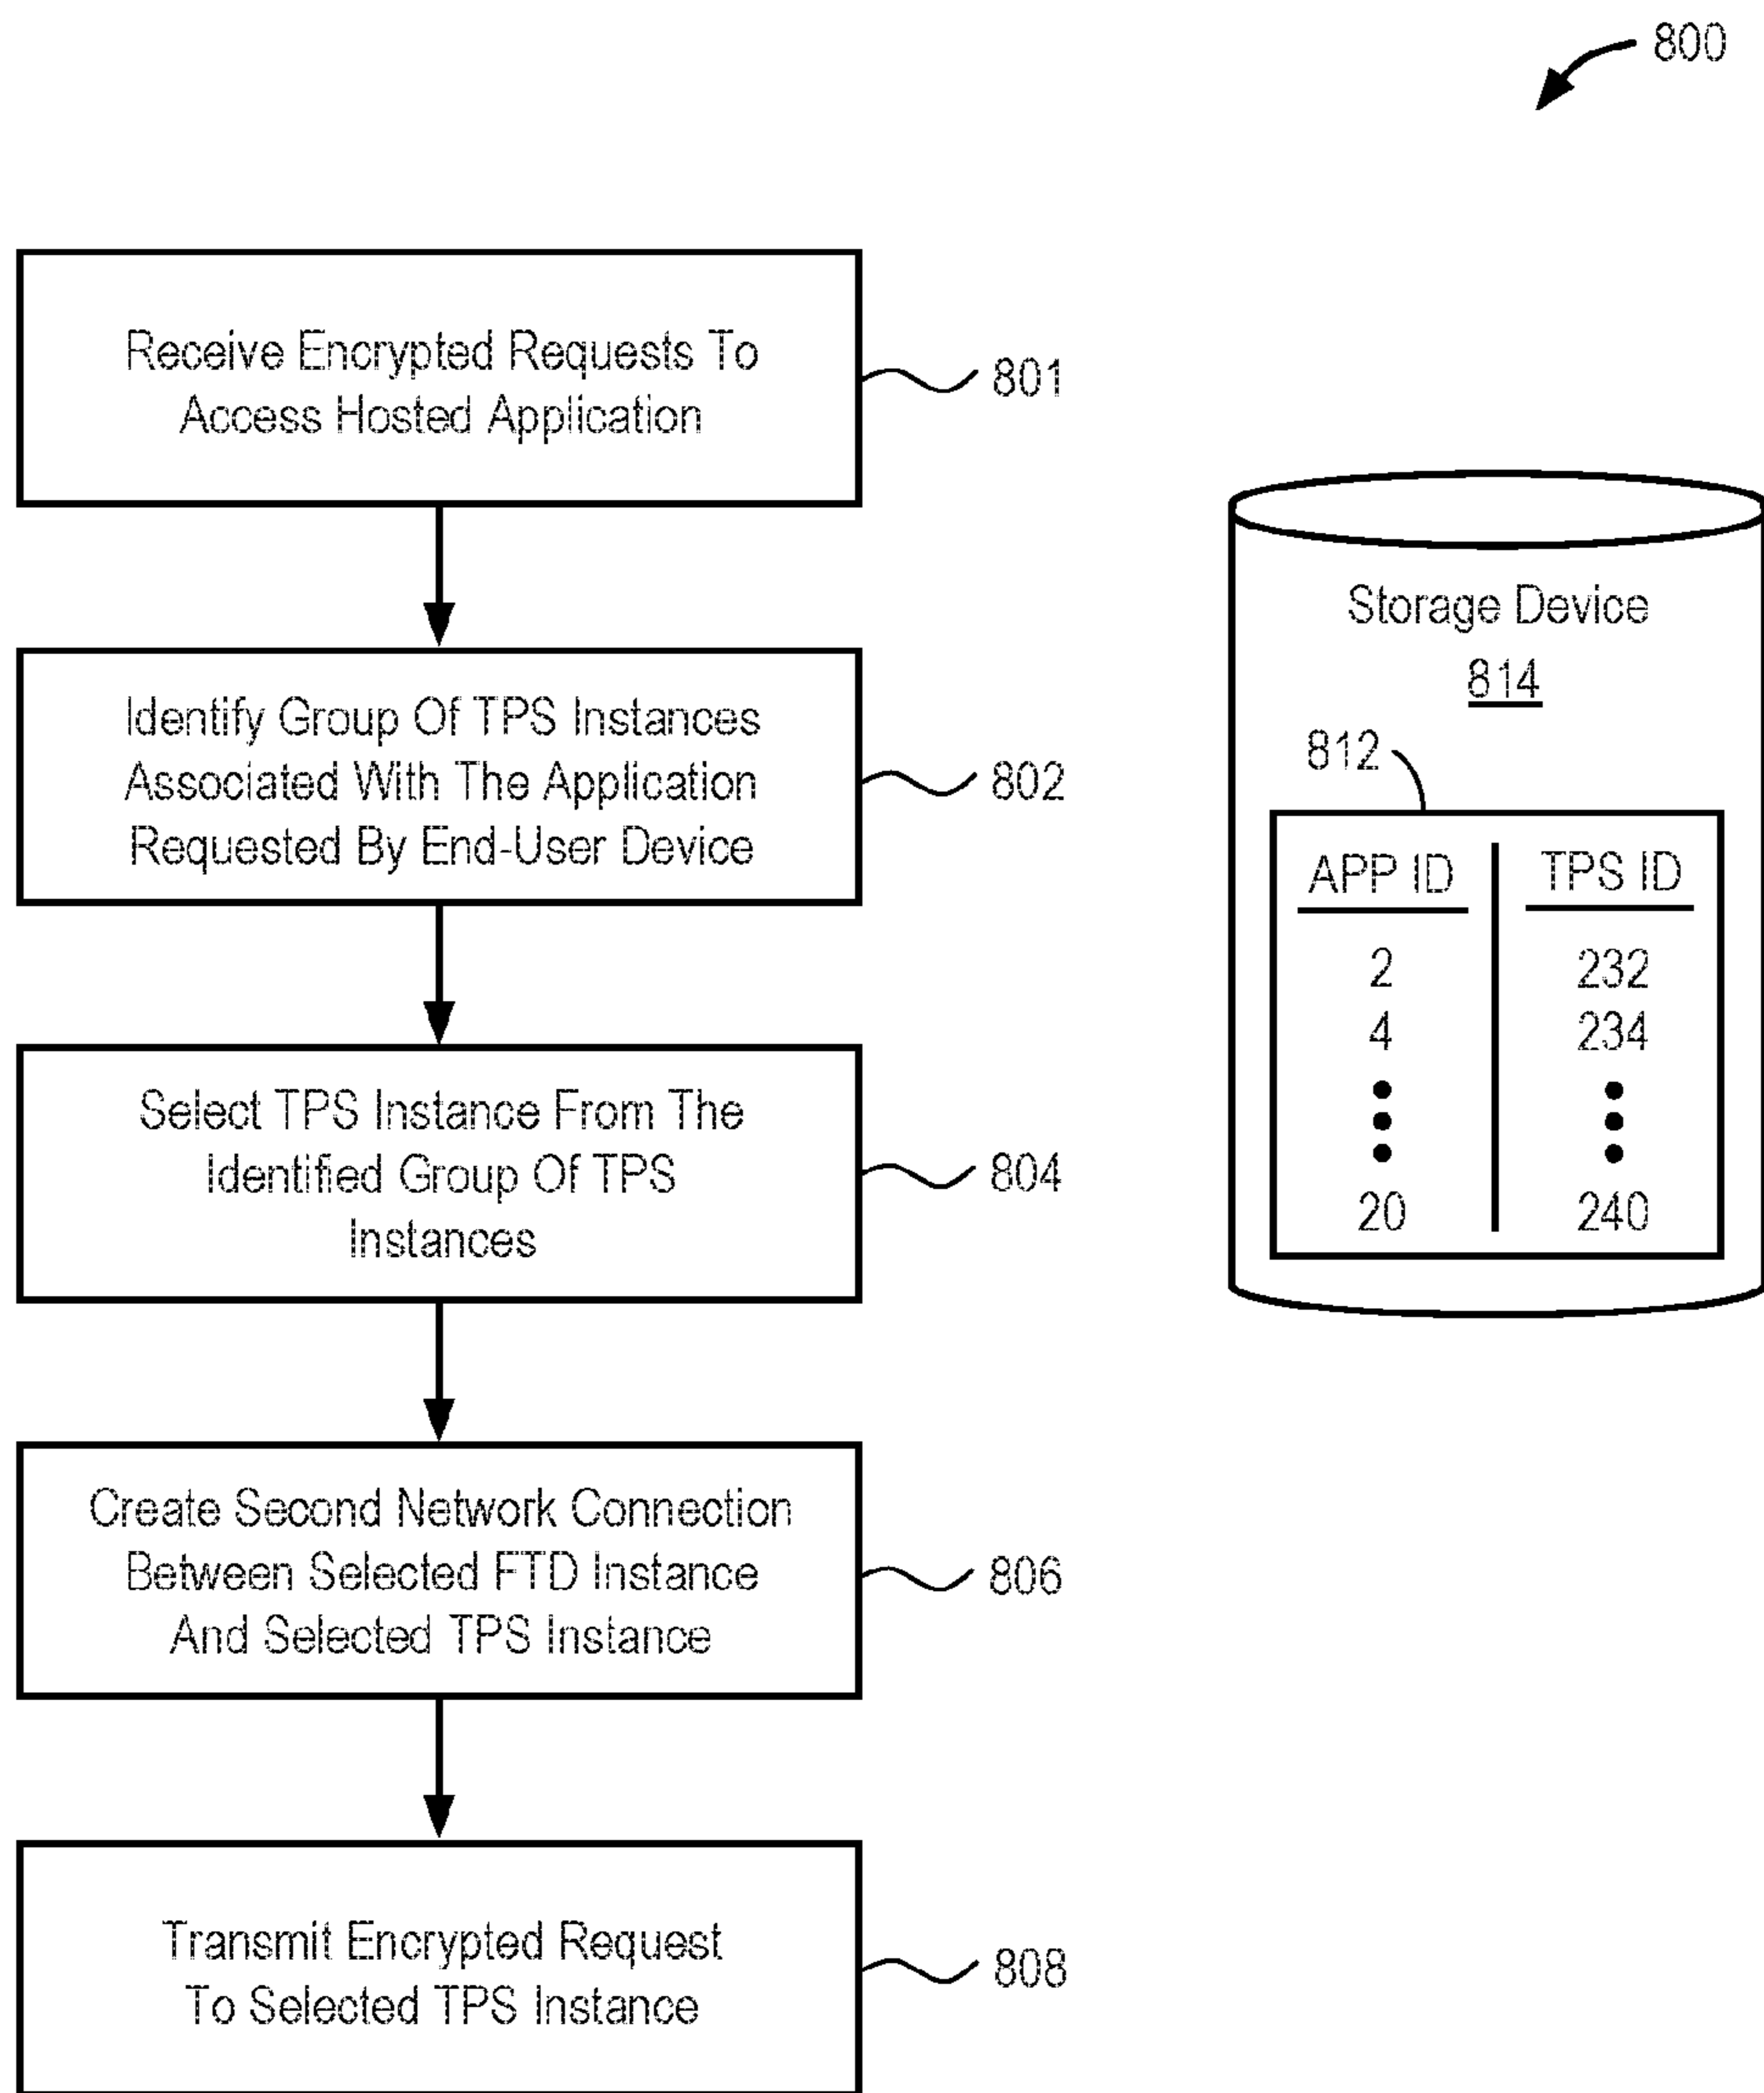 800
Receive Encrypted Requests To
Access Hosted Application
801
Identify Group Of TPS Instances
Associated With The Application
Requested By End-User Device
802
Select TPS Instance From The
Identified Group Of TPS
Instances
804
Create Second Network Connection
Between Selected FTD Instance
And Selected TPS Instance
806
Transmit Encrypted Request
To Selected TPS Instance
808
Storage Device
814
812
APP ID TPS ID
2 232
4 234
20 240